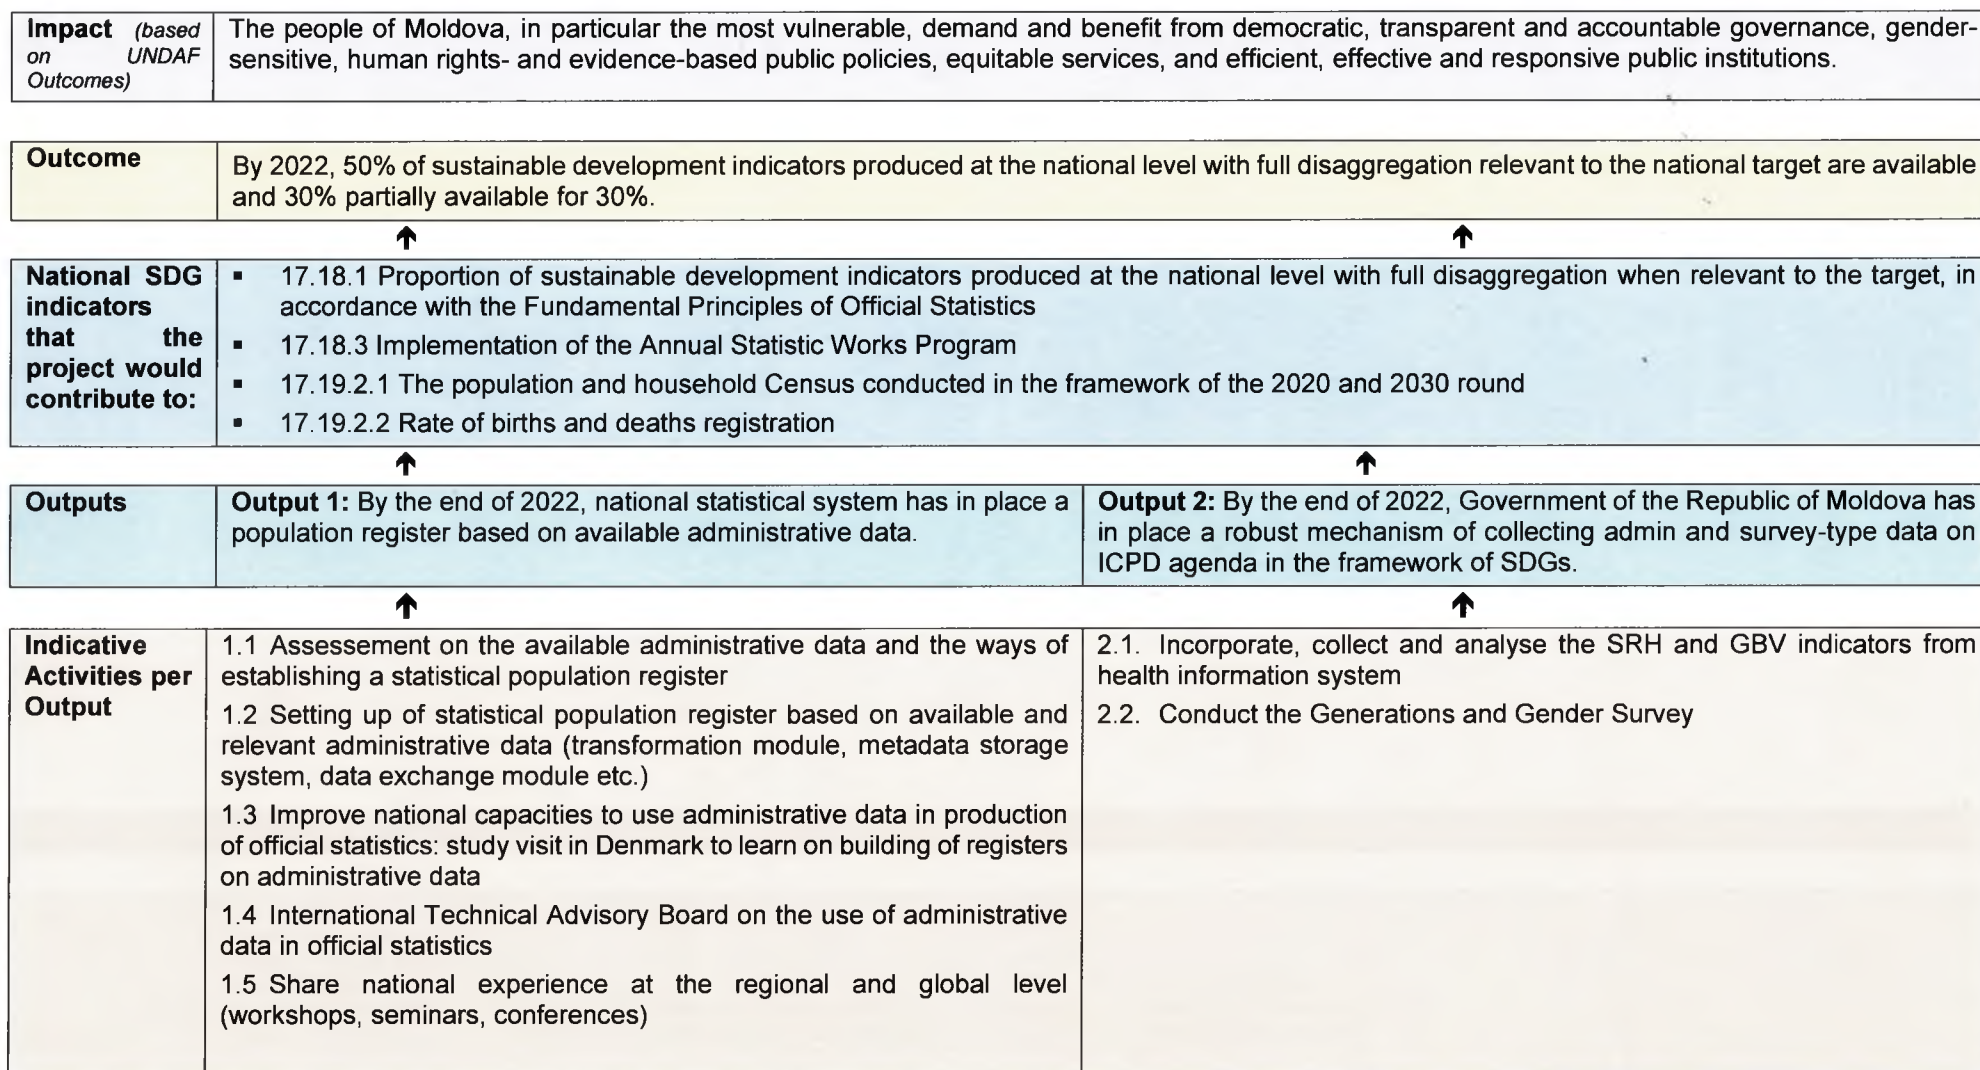 Impact (based on UNDAF Outcomes)
The people of Moldova, in particular the most vulnerable, demand and benefit from democratic, transparent and accountable governance, gender-
sensitive, human rights- and evidence-based public policies, equitable services, and efficient, effective and responsive public institutions.
Outcome
By 2022, 50% of sustainable development indicators produced at the national level with full disaggregation relevant to the national target are available
and 30% partially available for 30%.
National SDG
indicators
that the
project would
contribute to:
▪ 17.18.1 Proportion of sustainable development indicators produced at the national level with full disaggregation when relevant to the target, in
accordance with the Fundamental Principles of Official Statistics
▪ 17.18.3 Implementation of the Annual Statistic Works Program
▪ 17.19.2.1 The population and household Census conducted in the framework of the 2020 and 2030 round
▪ 17.19.2.2 Rate of births and deaths registration
Outputs
Output 1: By the end of 2022, national statistical system has in place a
population register based on available administrative data.
Output 2: By the end of 2022, Government of the Republic of Moldova has
in place a robust mechanism of collecting admin and survey-type data on
ICPD agenda in the framework of SDGs.
Indicative
Activities per
Output
1.1 Assessement on the available administrative data and the ways of
establishing a statistical population register
1.2 Setting up of statistical population register based on available and
relevant administrative data (transformation module, metadata storage
system, data exchange module etc.)
1.3 Improve national capacities to use administrative data in production
of official statistics: study visit in Denmark to learn on building of registers
on administrative data
1.4 International Technical Advisory Board on the use of administrative
data in official statistics
1.5 Share national experience at the regional and global level
(workshops, seminars, conferences)
2.1. Incorporate, collect and analyse the SRH and GBV indicators from
health information system
2.2. Conduct the Generations and Gender Survey